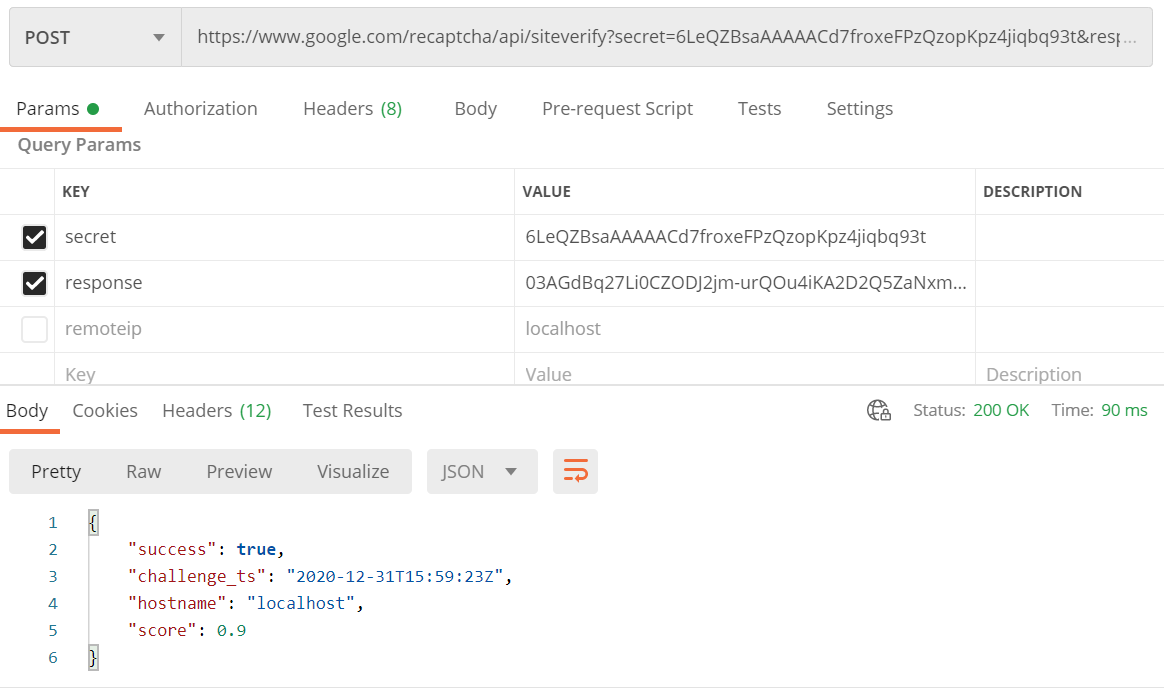 POST https://www.google.com/recaptcha/api/siteverify?secret=6LeQZBsaAAAAACd7froxeFPzQzopKpz4jiqbq93t&resp...
Params Authorization Headers (8) Body Pre-request Script Tests Settings
Query Params
KEY VALUE DESCRIPTION
secret 6LeQZBsaAAAAACd7froxeFPzQzopKpz4jiqbq93t
response 03AGdBq27Li0CZODJ2jm-urQOu4iKA2D2Q5ZaNxm...
remoteip localhost
Key Value Description
Body Cookies Headers (12) Test Results Status: 200 OK Time: 90 ms
Pretty Raw Preview Visualize JSON
1 {
2 "success": true,
3 "challenge_ts": "2020-12-31T15:59:23Z",
4 "hostname": "localhost",
5 "score": 0.9
6 }